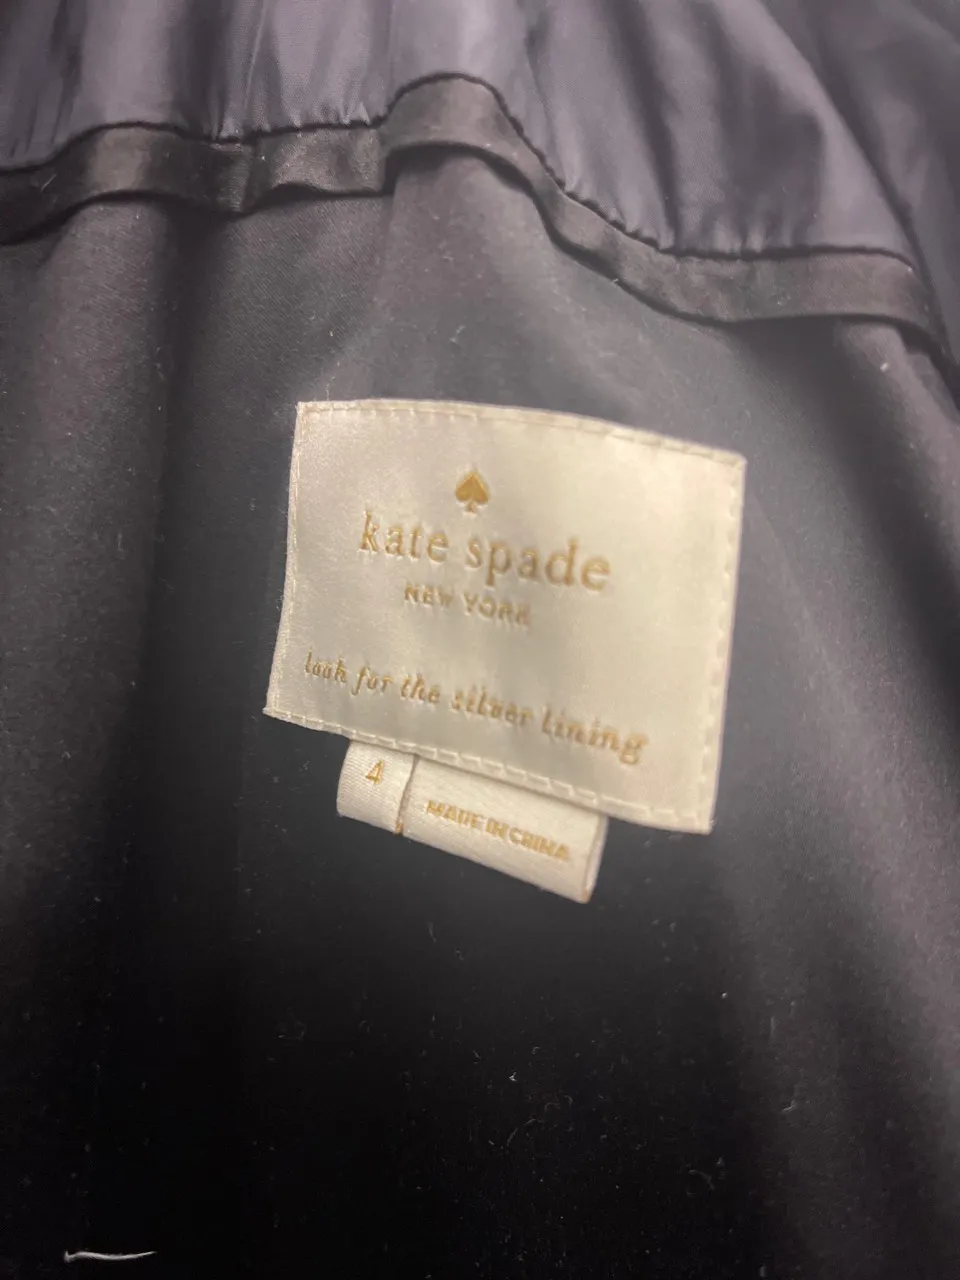 kate spade
NEW YORK
look for the silver lining
4
MADE IN CHINA